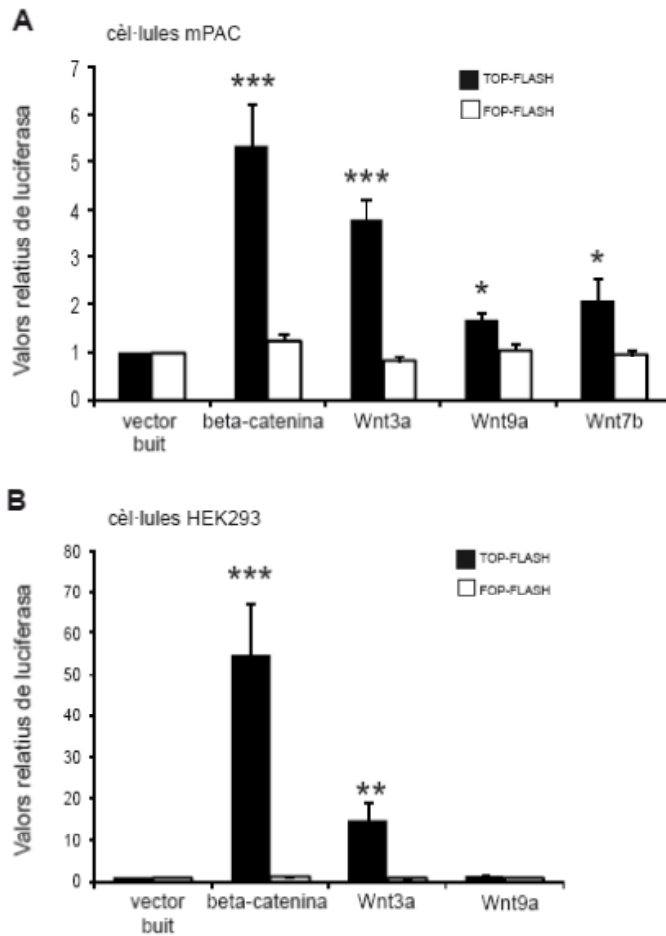 A
cèl·lules mPAC
Valors relatius de luciferasa
7
6
5
4
3
2
1
0
TOP-FLASH
FOP-FLASH
***
***
*
*
vector buit
beta-catenina
Wnt3a
Wnt9a
Wnt7b
B
cèl·lules HEK293
Valors relatius de luciferasa
80
70
60
50
40
30
20
10
0
TOP-FLASH
FOP-FLASH
***
**
vector buit
beta-catenina
Wnt3a
Wnt9a